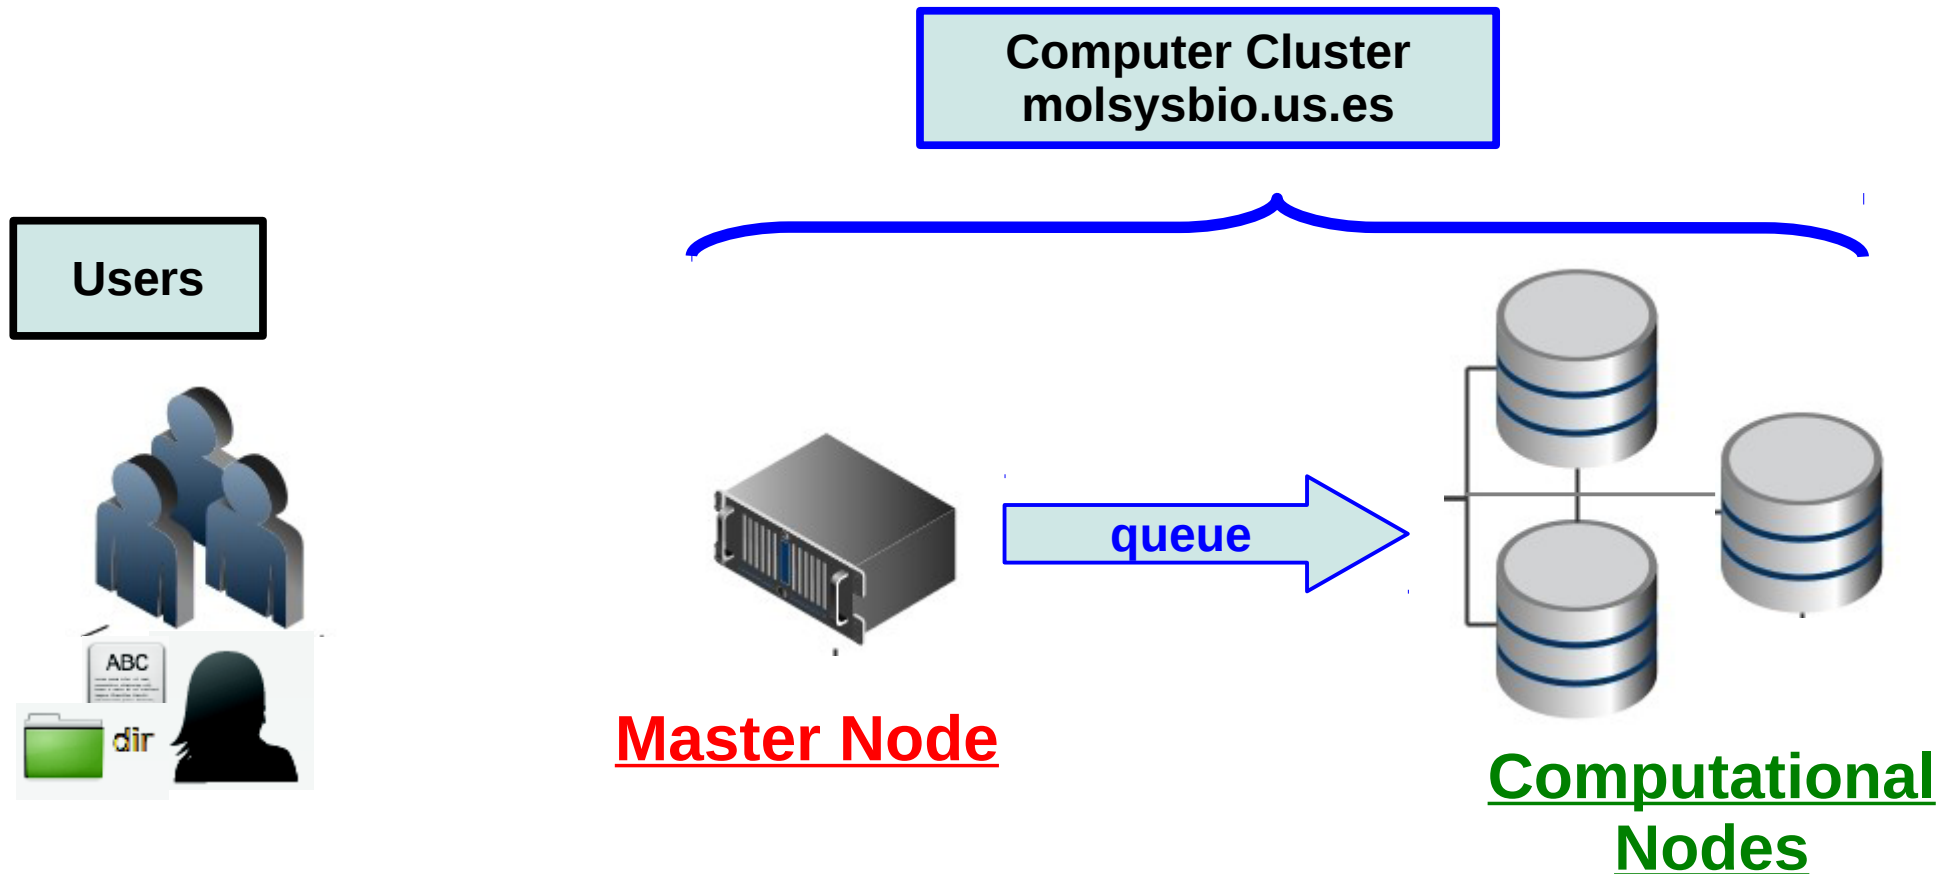 Computer Cluster
molsysbio.us.es
Users
queue
ABC
dir
Master Node
Computational
Nodes